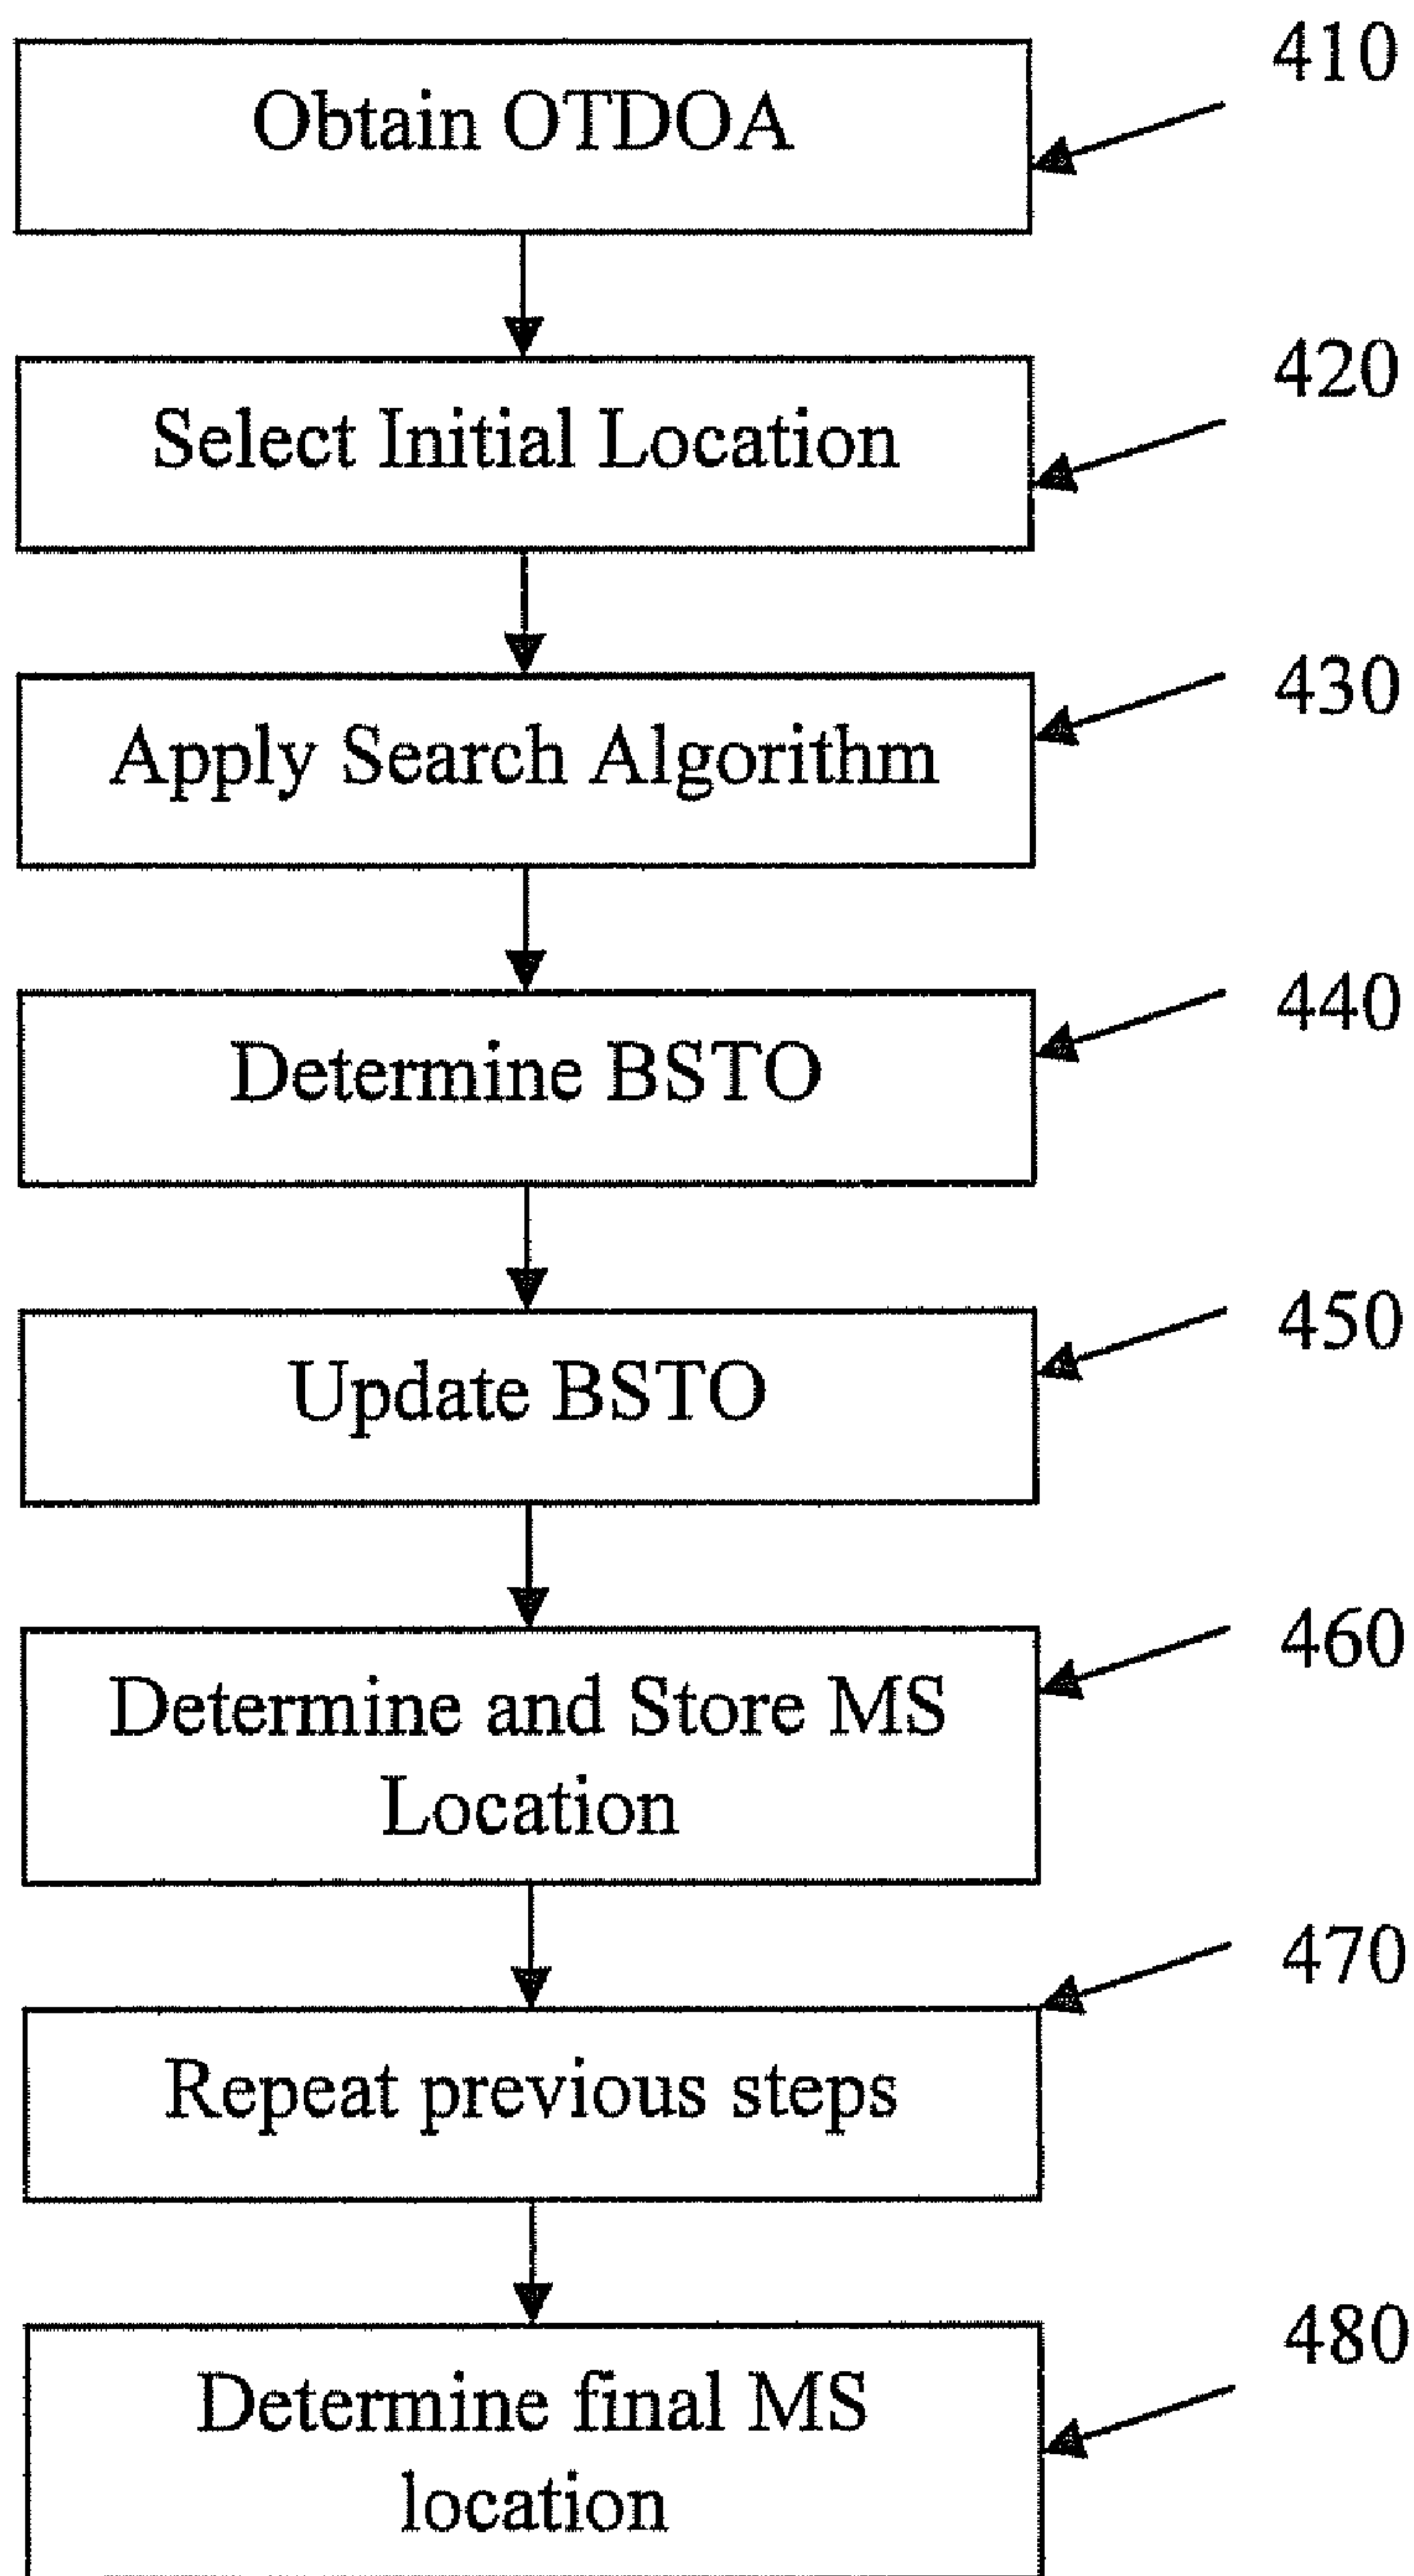 410
Obtain OTDOA
420
Select Initial Location
430
Apply Search Algorithm
440
Determine BSTO
450
Update BSTO
460
Determine and Store MS
Location
470
Repeat previous steps
480
Determine final MS
location